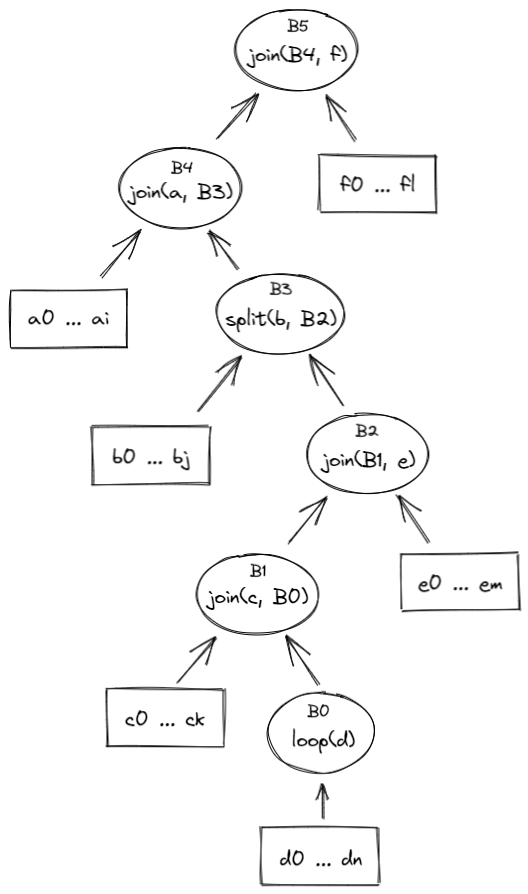 B5
join(B4, f)
B4
join(a, B3)
f0 ... fl
B3
split(b, B2)
a0 ... ai
B2
join(B1, e)
b0 ... bj
B1
join(c, B0)
e0 ... em
B0
loop(d)
c0 ... ck
d0 ... dn